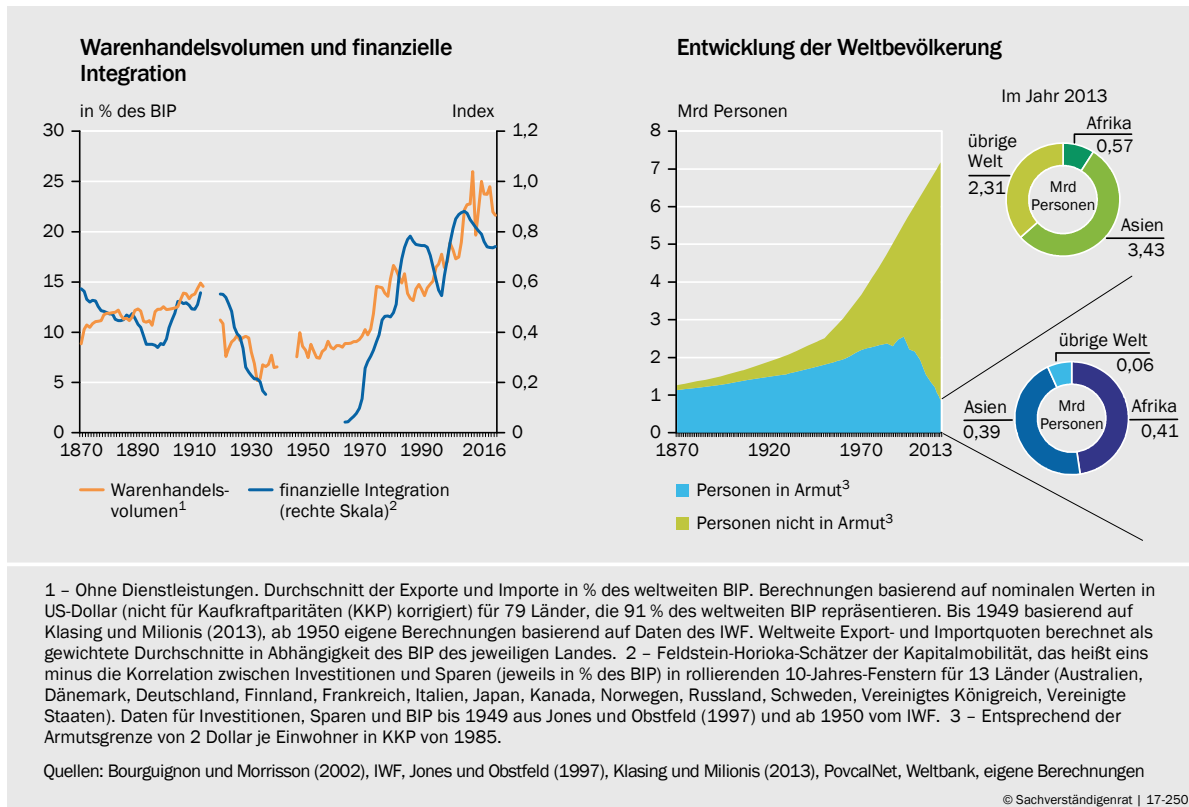 Warenhandelsvolumen und finanzielle
Integration
in % des BIP
Index
30
25
20
15
10
5
0
1,2
1,0
0,8
0,6
0,4
0,2
0
1870 1890 1910 1930 1950 1970 1990 2016
Warenhandels-
volumen1
finanzielle Integration
(rechte Skala)2
Entwicklung der Weltbevölkerung
Mrd Personen
8
7
6
5
4
3
2
1
0
1870 1920 1970 2013
Personen in Armut3
Personen nicht in Armut3
Im Jahr 2013
Afrika
0,57
übrige
Welt
2,31
Mrd
Personen
Asien
3,43
übrige Welt
0,06
Asien
0,39
Mrd
Personen
Afrika
0,41
1 – Ohne Dienstleistungen. Durchschnitt der Exporte und Importe in % des weltweiten BIP. Berechnungen basierend auf nominalen Werten in
US-Dollar (nicht für Kaufkraftparitäten (KKP) korrigiert) für 79 Länder, die 91 % des weltweiten BIP repräsentieren. Bis 1949 basierend auf
Klasing und Milionis (2013), ab 1950 eigene Berechnungen basierend auf Daten des IWF. Weltweite Export- und Importquoten berechnet als
gewichtete Durchschnitte in Abhängigkeit des BIP des jeweiligen Landes. 2 – Feldstein-Horioka-Schätzer der Kapitalmobilität, das heißt eins
minus die Korrelation zwischen Investitionen und Sparen (jeweils in % des BIP) in rollierenden 10-Jahres-Fenstern für 13 Länder (Australien,
Dänemark, Deutschland, Finnland, Frankreich, Italien, Japan, Kanada, Norwegen, Russland, Schweden, Vereinigtes Königreich, Vereinigte
Staaten). Daten für Investitionen, Sparen und BIP bis 1949 aus Jones und Obstfeld (1997) und ab 1950 vom IWF. 3 – Entsprechend der
Armutsgrenze von 2 Dollar je Einwohner in KKP von 1985.
Quellen: Bourguignon und Morrisson (2002), IWF, Jones und Obstfeld (1997), Klasing und Milionis (2013), PovcalNet, Weltbank, eigene Berechnungen
© Sachverständigenrat | 17-250